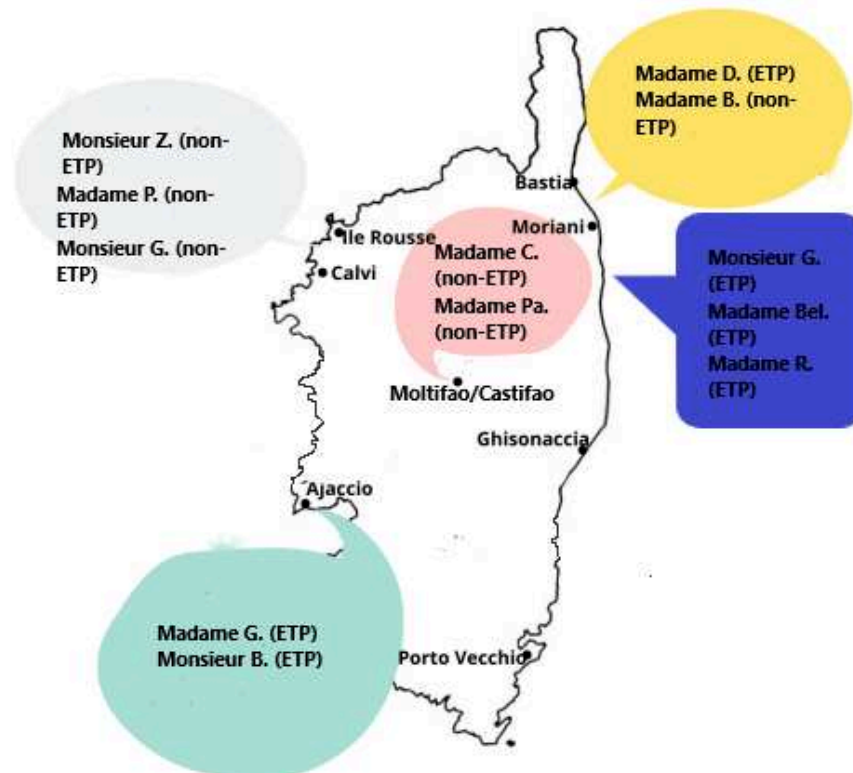 Madame D. (ETP)
Madame B. (non-
ETP)
Monsieur Z. (non-
ETP)
Madame P. (non-
ETP)
Monsieur G. (non-
ETP)
Bastia
Moriani
Ile Rousse
Calvi
Madame C.
(non-ETP)
Madame Pa.
(non-ETP)
Monsieur G.
(ETP)
Madame Bel.
(ETP)
Madame R.
(ETP)
Moltifao/Castifao
Ghisonaccia
Ajaccio
Madame G. (ETP)
Monsieur B. (ETP)
Porto Vecchio